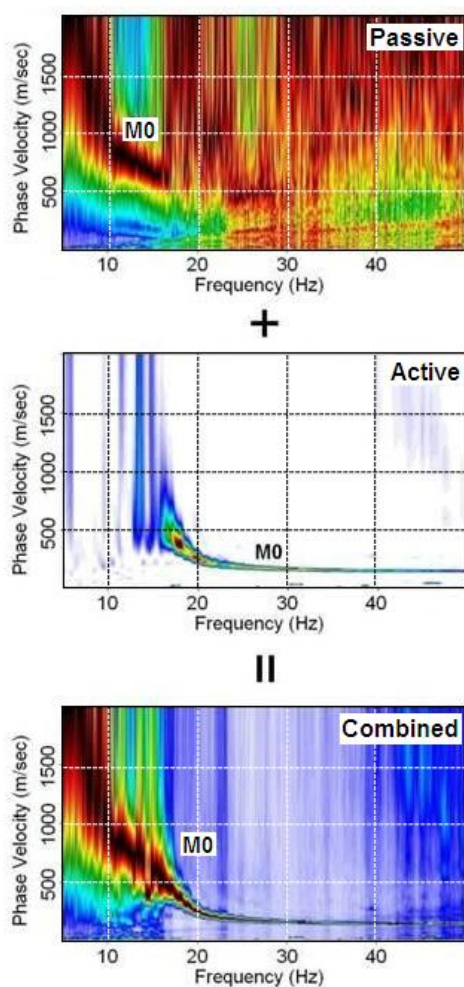 Passive
M0
Phase Velocity (m/sec)
500 1000 1500
10 20 30 40
Frequency (Hz)
+
Active
M0
Phase Velocity (m/sec)
500 1000 1500
10 20 30 40
Frequency (Hz)
=
Combined
M0
Phase Velocity (m/sec)
500 1000 1500
10 20 30 40
Frequency (Hz)